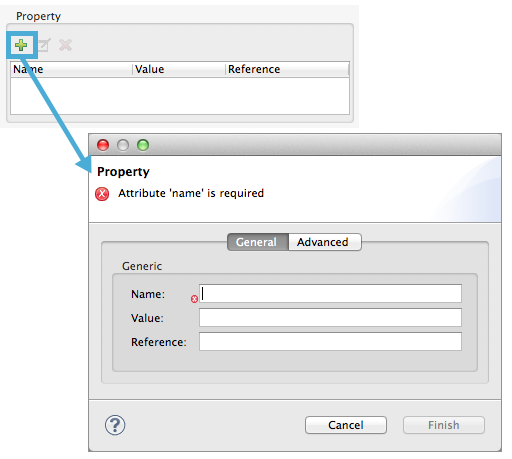 Property
Name Value Reference
Property
Attribute 'name' is required
General Advanced
Generic
Name:
Value:
Reference:
? Cancel Finish